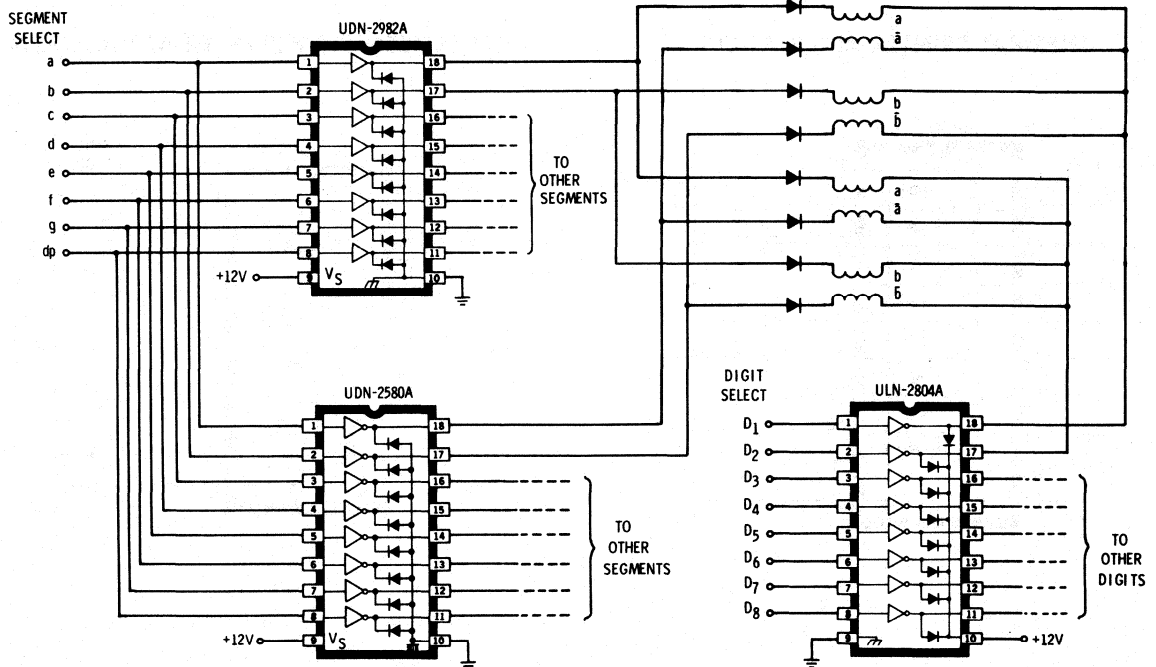 SEGMENT
SELECT
a
b
c
d
e
f
g
dp
UDN-2982A
1
2
3
4
5
6
7
8
9
18
17
16
15
14
13
12
11
10
+12V
VS
TO
OTHER
SEGMENTS
a
ā
b
b̄
a
ā
b
b̄
UDN-2580A
1
2
3
4
5
6
7
8
9
18
17
16
15
14
13
12
11
10
+12V
VS
TO
OTHER
SEGMENTS
DIGIT
SELECT
D1
D2
D3
D4
D5
D6
D7
D8
ULN-2804A
1
2
3
4
5
6
7
8
9
18
17
16
15
14
13
12
11
10
+12V
TO
OTHER
DIGITS